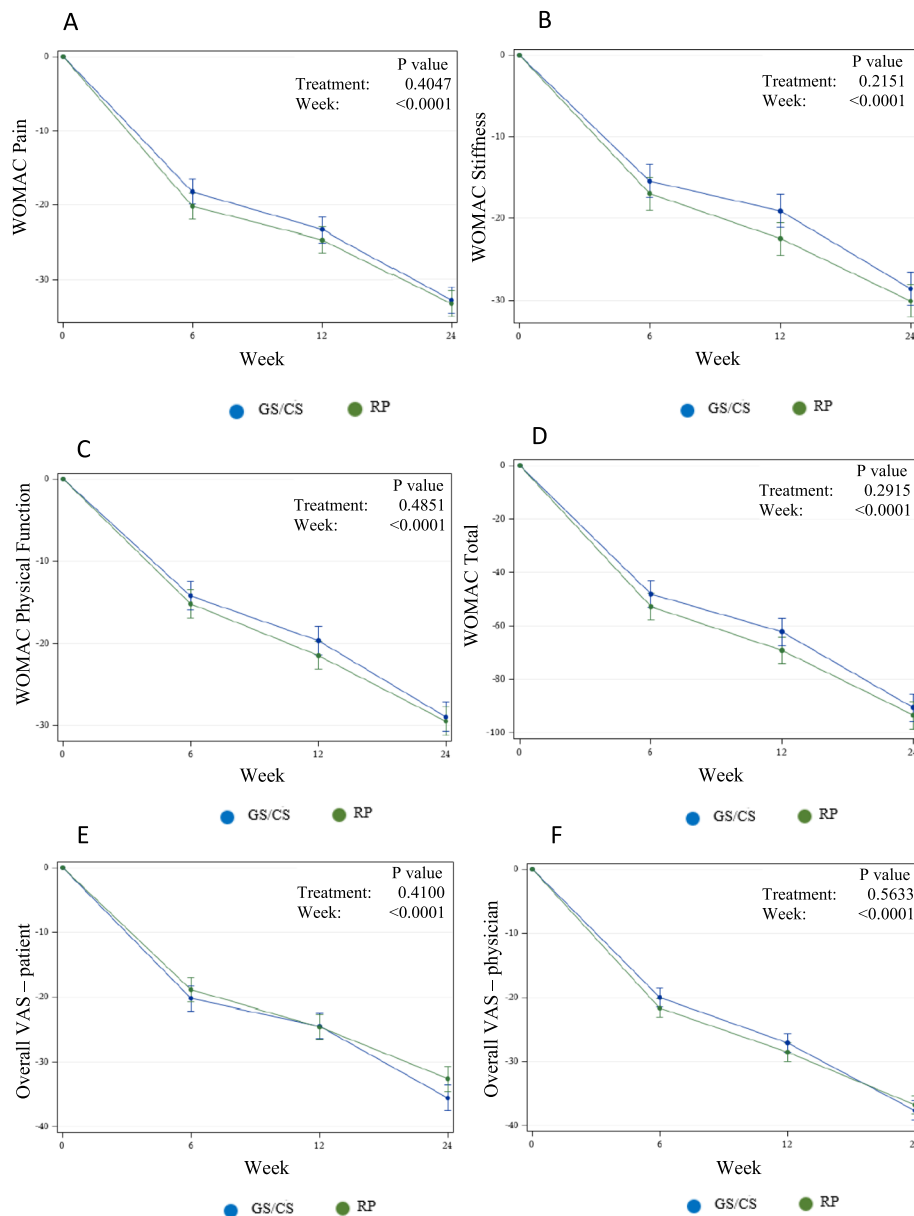 A
WOMAC Pain
0
-10
-20
-30
P value
Treatment: 0.4047
Week: <0.0001
0 6 12 24
Week
GS/CS RP
B
WOMAC Stiffness
0
-10
-20
-30
P value
Treatment: 0.2151
Week: <0.0001
0 6 12 24
Week
GS/CS RP
C
WOMAC Physical Function
0
-10
-20
-30
P value
Treatment: 0.4851
Week: <0.0001
0 6 12 24
Week
GS/CS RP
D
WOMAC Total
0
-20
-40
-60
-80
-100
P value
Treatment: 0.2915
Week: <0.0001
0 6 12 24
Week
GS/CS RP
E
Overall VAS – patient
0
-10
-20
-30
-40
P value
Treatment: 0.4100
Week: <0.0001
0 6 12 24
Week
GS/CS RP
F
Overall VAS – physician
0
-10
-20
-30
-40
P value
Treatment: 0.5633
Week: <0.0001
0 6 12 24
Week
GS/CS RP